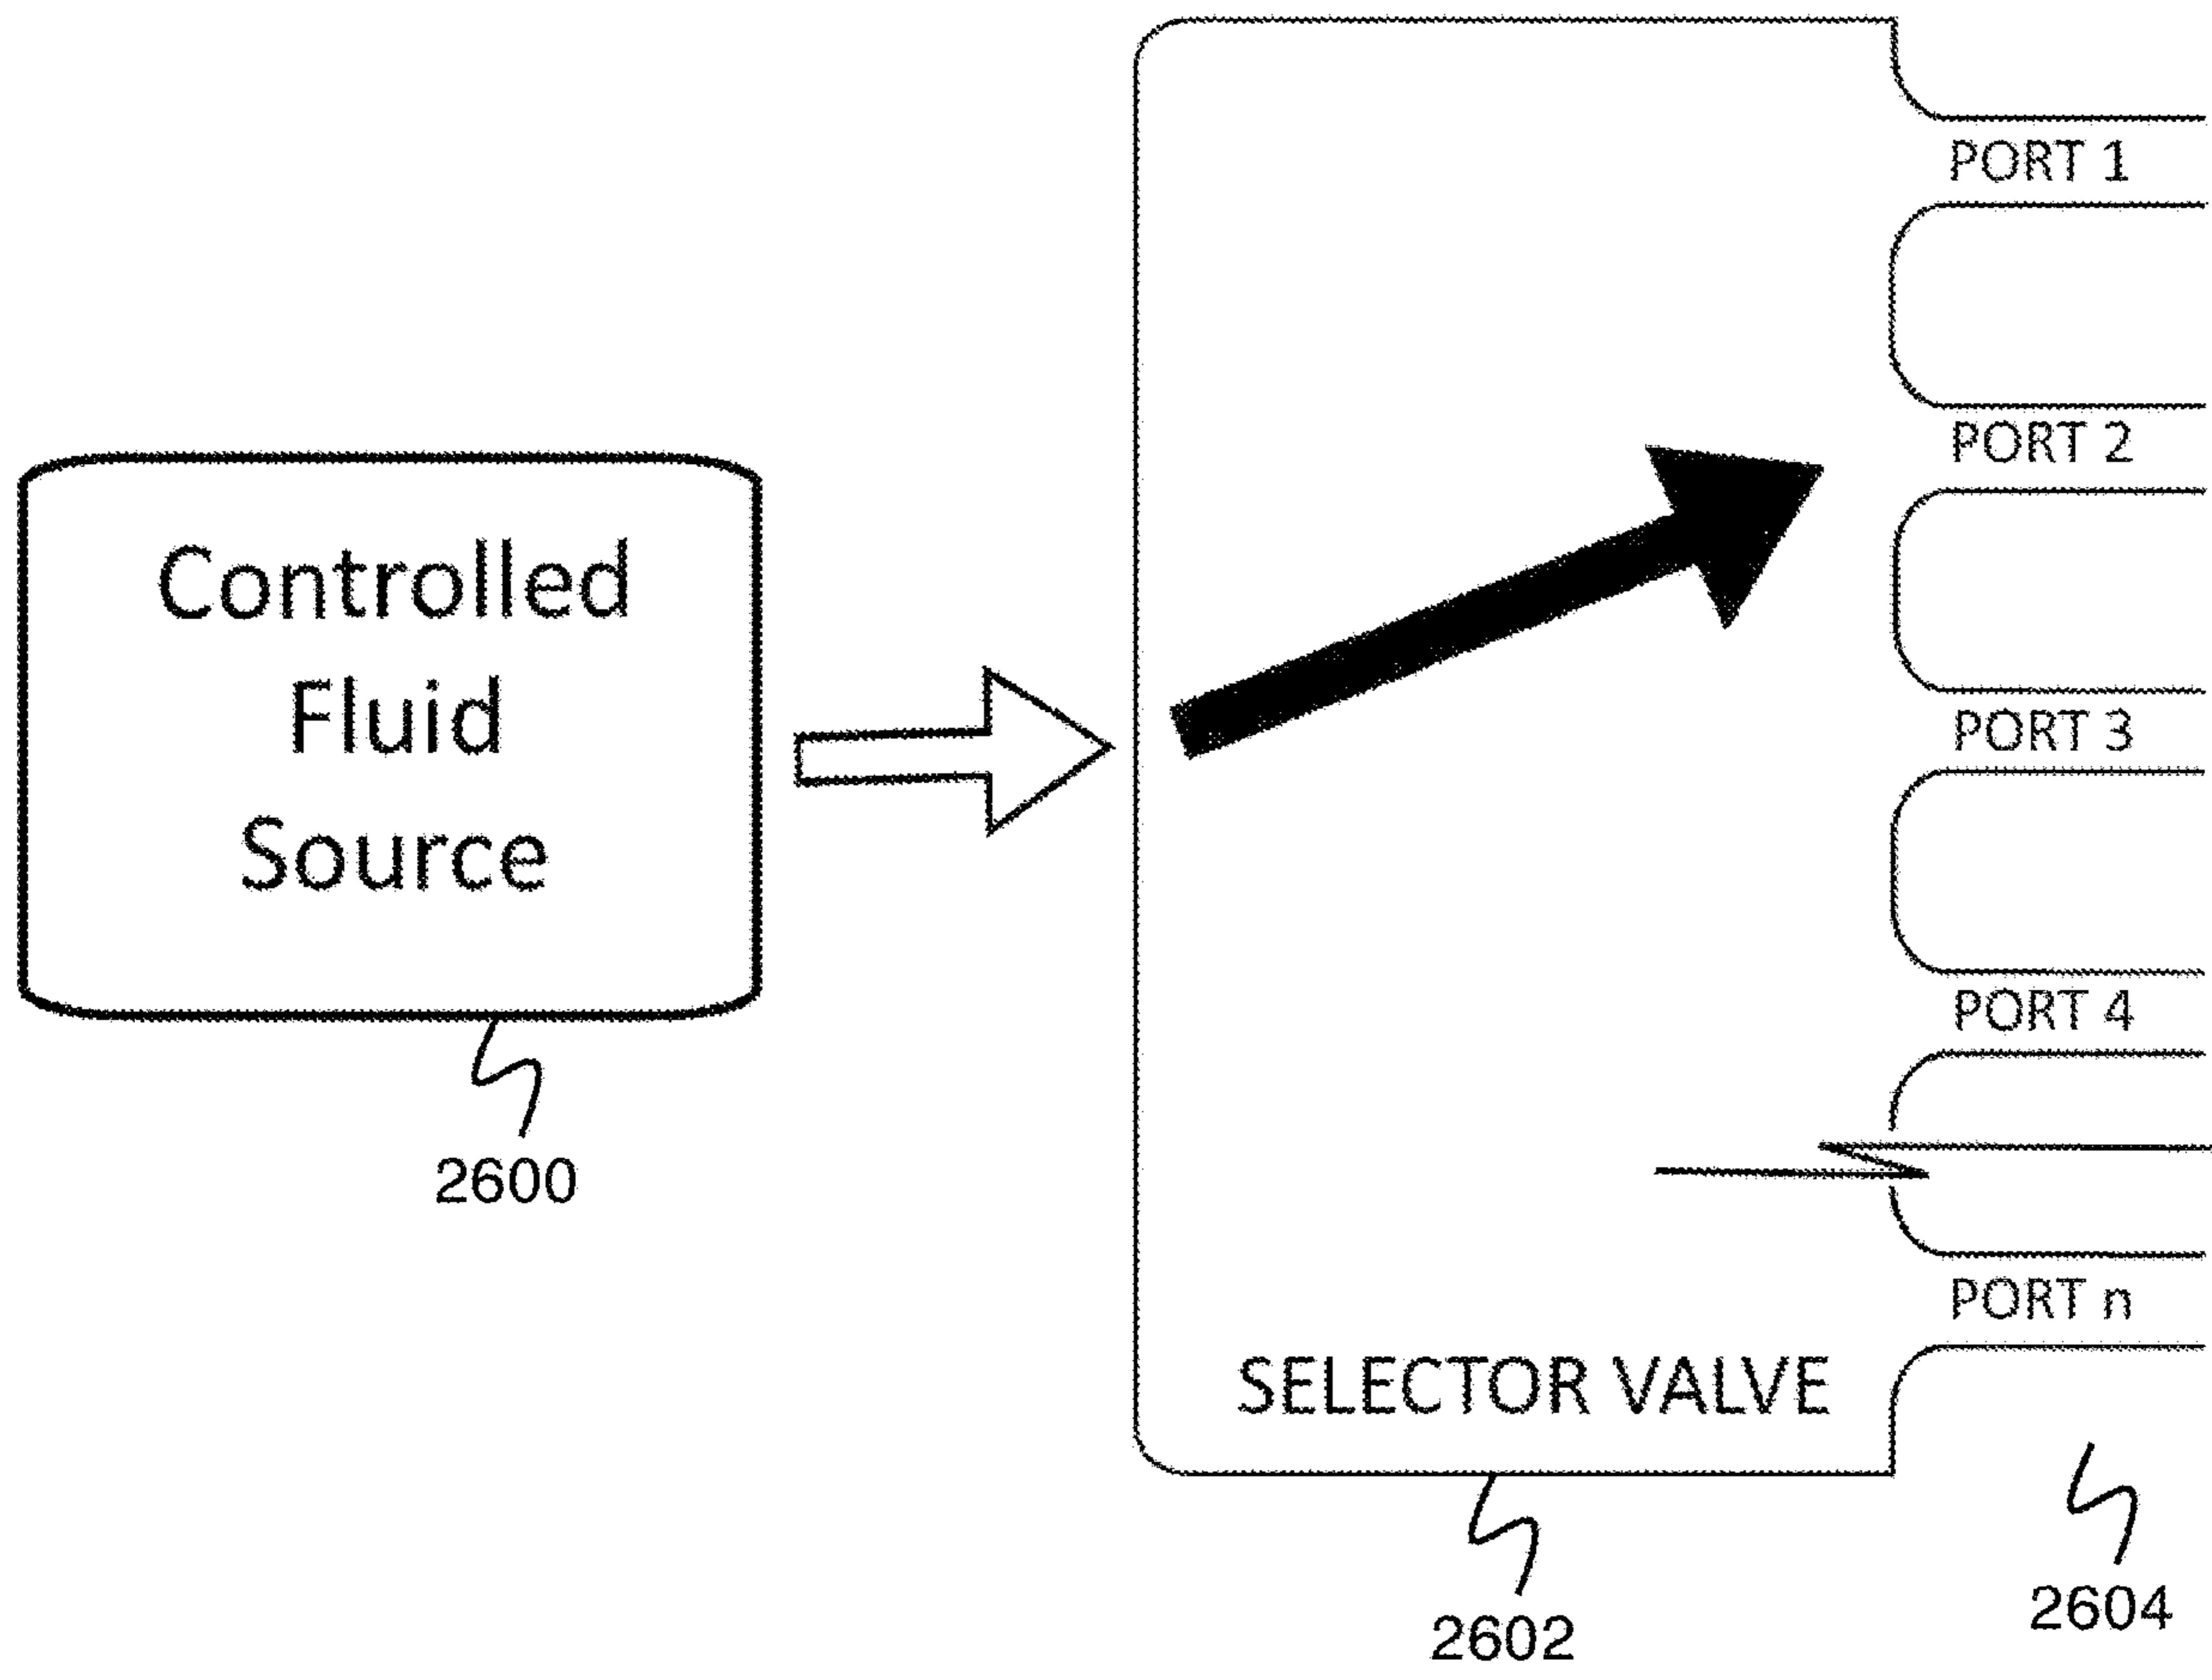 Controlled
Fluid
Source
2600
PORT 1
PORT 2
PORT 3
PORT 4
PORT n
SELECTOR VALVE
2602
2604